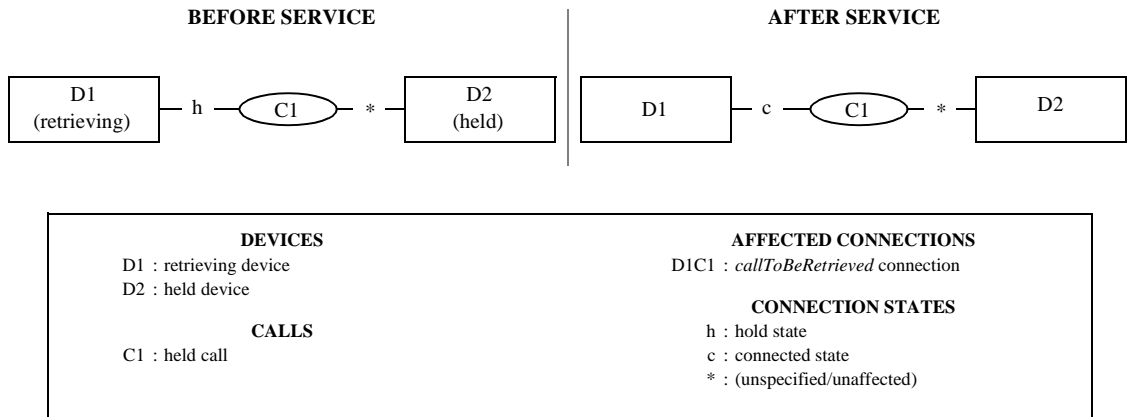 BEFORE SERVICE
AFTER SERVICE
D1
(retrieving)
h
C1
*
D2
(held)
D1
c
C1
*
D2
DEVICES
D1 : retrieving device
D2 : held device
CALLS
C1 : held call
AFFECTED CONNECTIONS
D1C1 : callToBeRetrieved connection
CONNECTION STATES
h : hold state
c : connected state
* : (unspecified/unaffected)